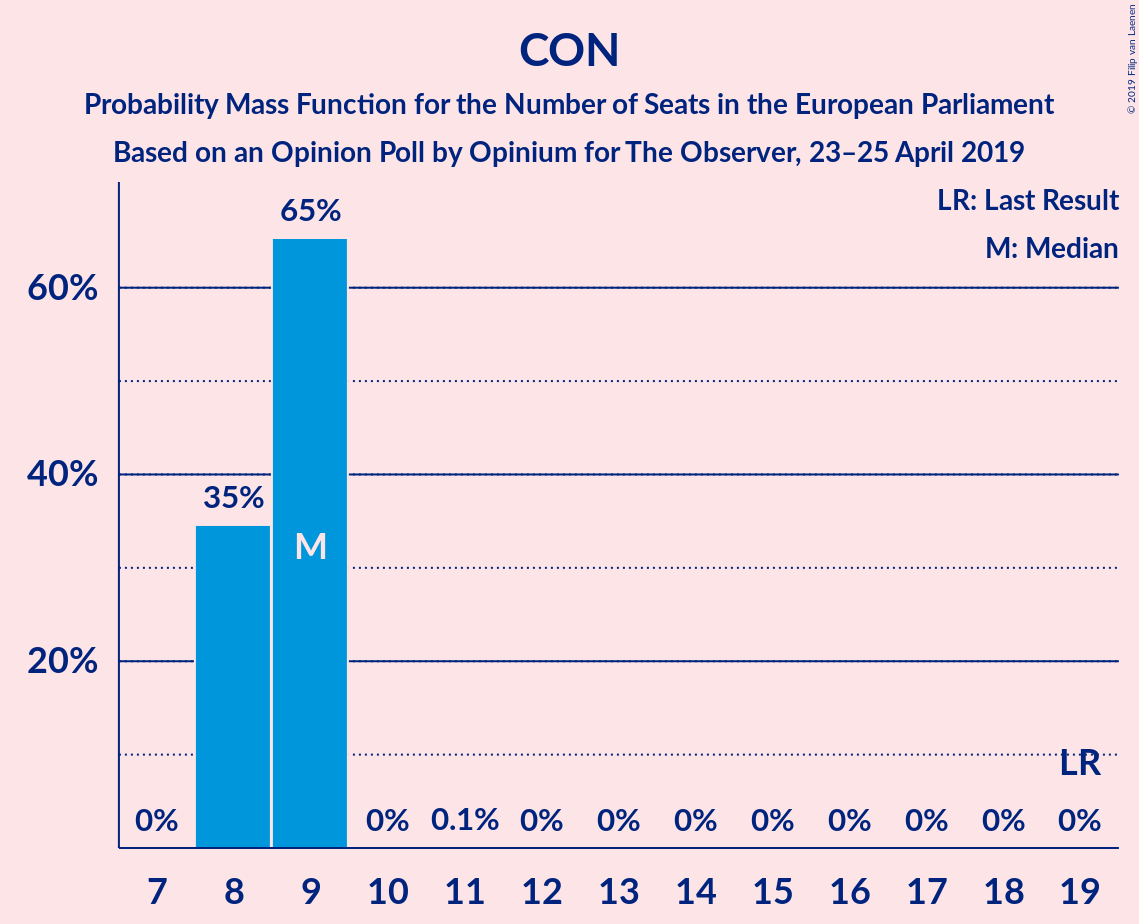 CON
Probability Mass Function for the Number of Seats in the European Parliament
Based on an Opinion Poll by Opinium for The Observer, 23–25 April 2019
© 2019 Filip van Laenen
LR: Last Result
M: Median
65%
60%
40%
35%
M
20%
LR
0% 0% 0.1% 0% 0% 0% 0% 0% 0% 0% 0%
7 8 9 10 11 12 13 14 15 16 17 18 19